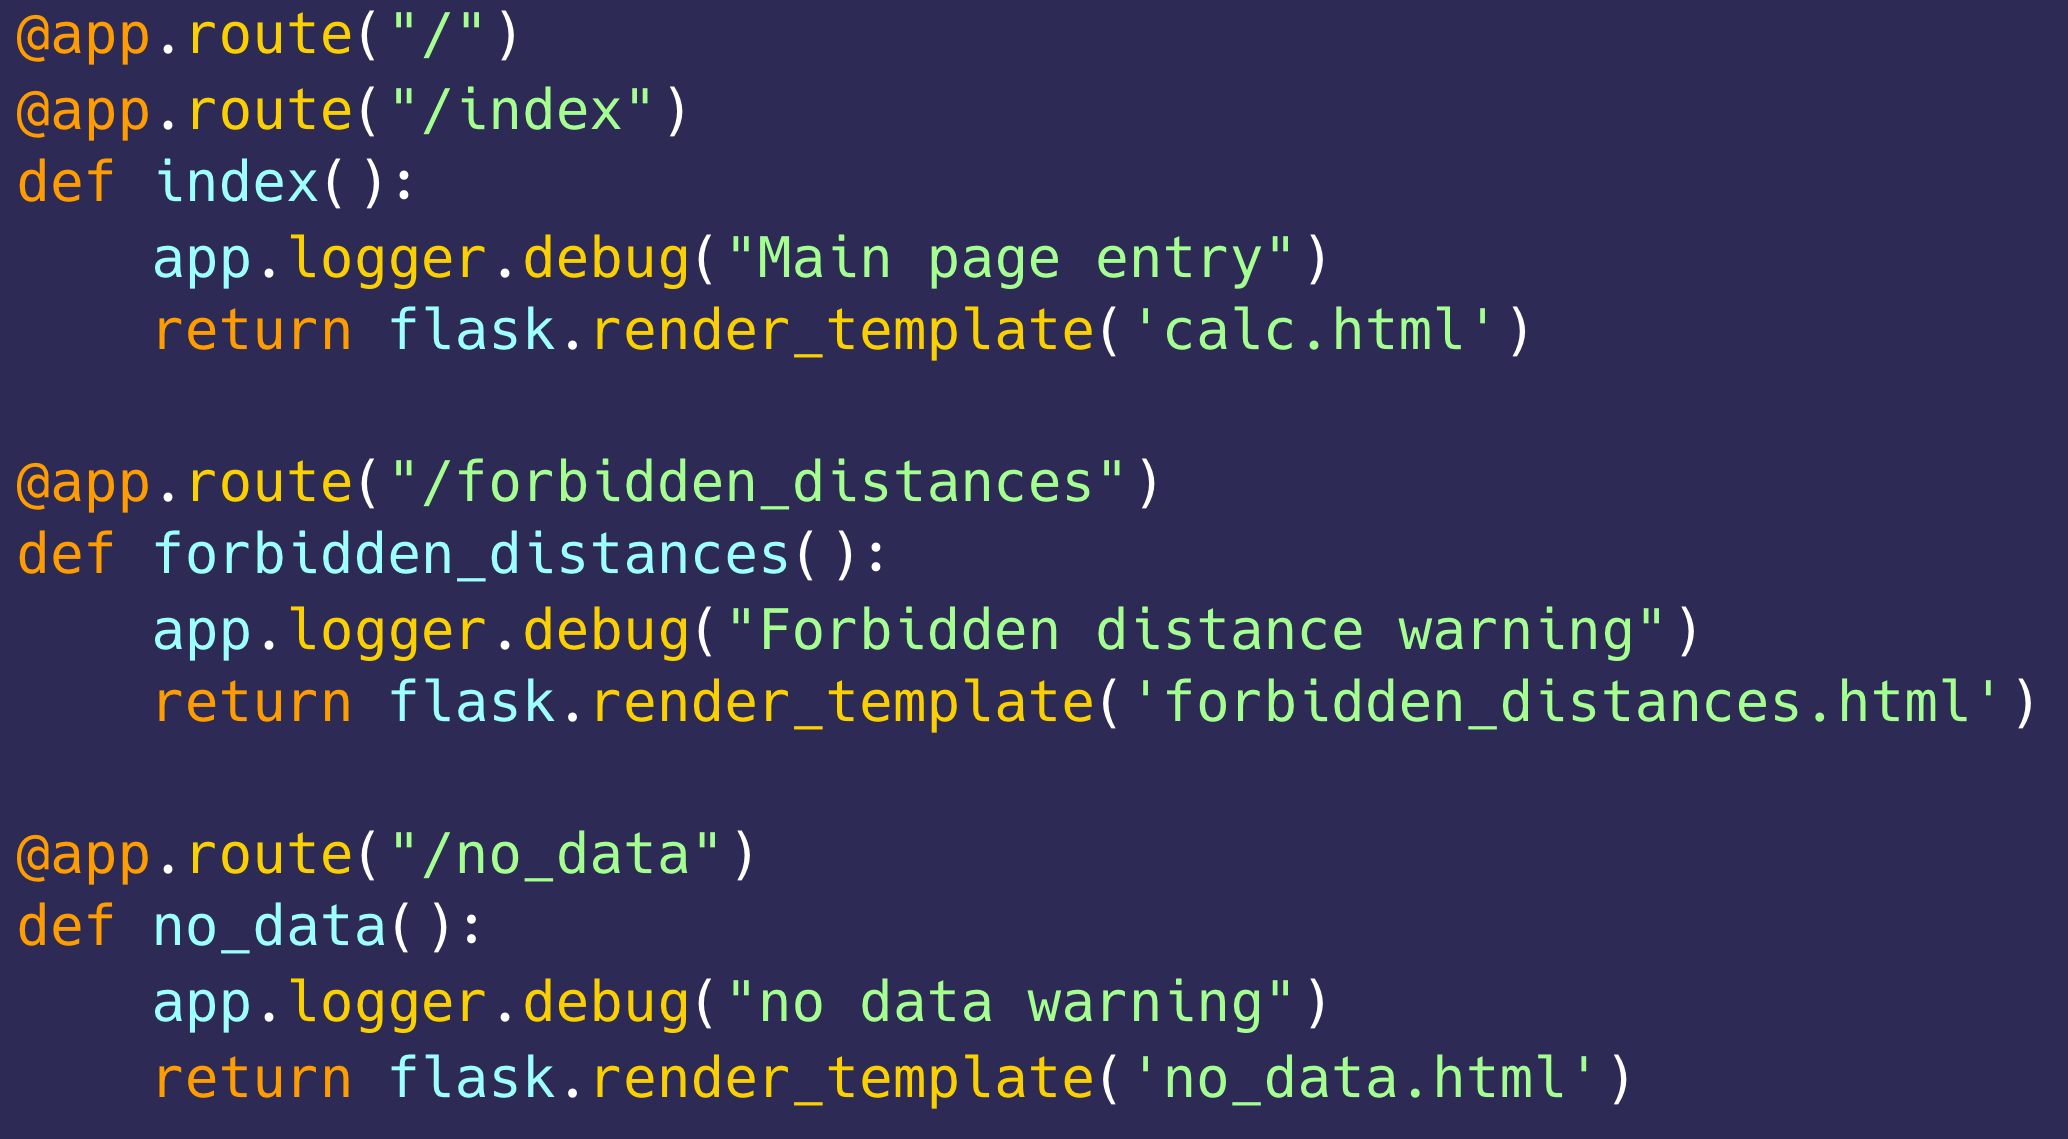 @app.route("/")
@app.route("/index")
def index():
    app.logger.debug("Main page entry")
    return flask.render_template('calc.html')

@app.route("/forbidden_distances")
def forbidden_distances():
    app.logger.debug("Forbidden distance warning")
    return flask.render_template('forbidden_distances.html')

@app.route("/no_data")
def no_data():
    app.logger.debug("no data warning")
    return flask.render_template('no_data.html')